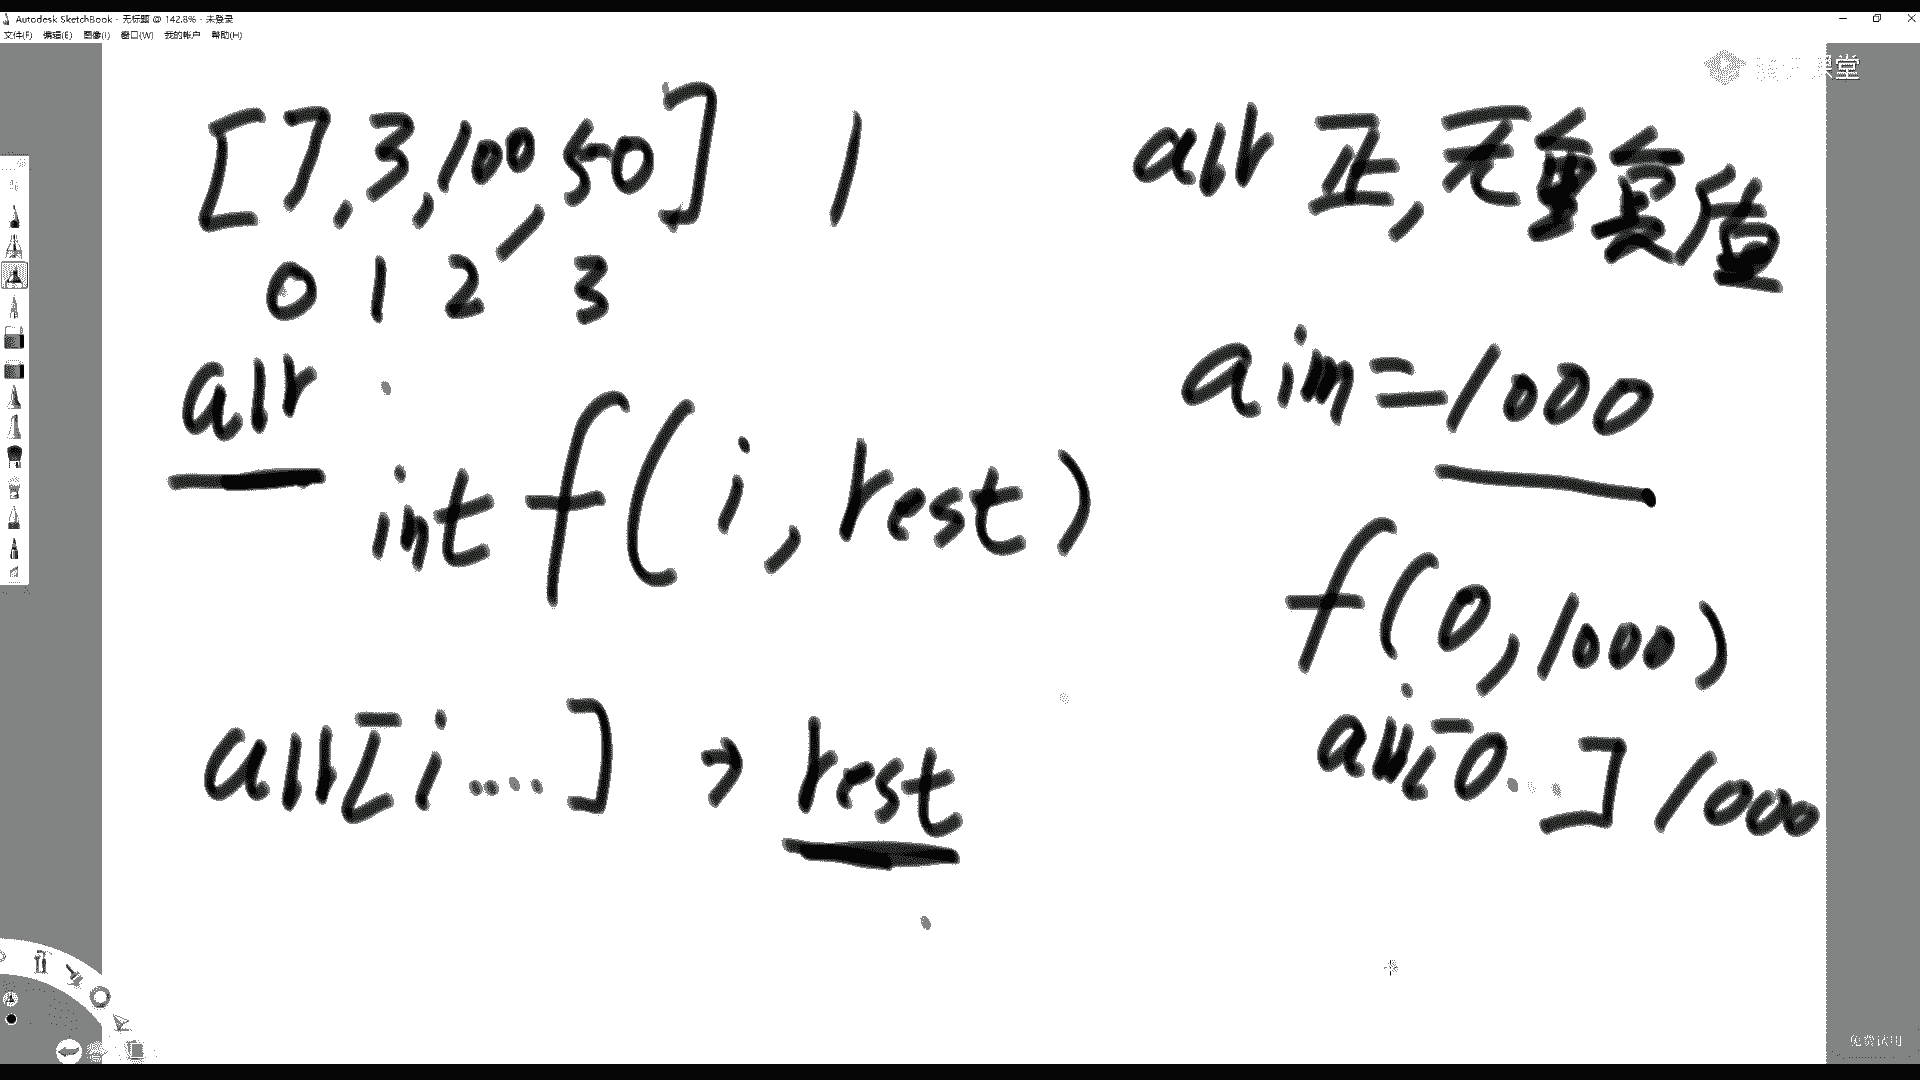 Autodesk SketchBook - 无标题 @ 142.8% - 未登录
文件(F) 编辑(E) 图像(I) 窗口(W) 我的帐户 帮助(H)
课堂
[7,3,100,50] 1
0 1 2 3
arr
int f(i,rest)
arr[i....] → rest
arr 正,无重复值
aim=1000
f(0,1000)
arr[0...] 1000
免费试用